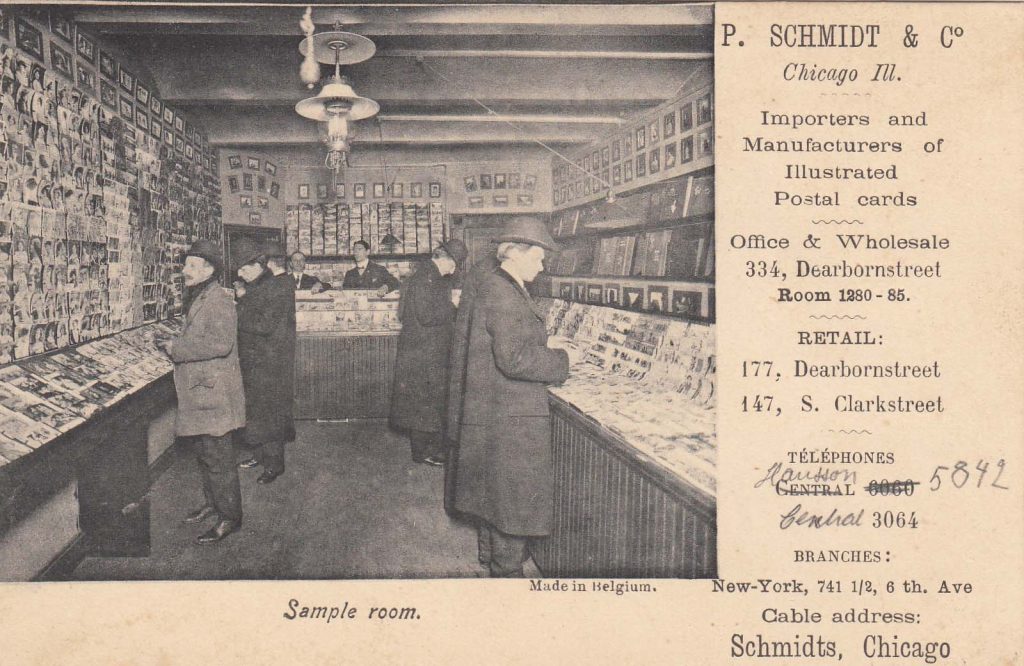 P. SCHMIDT & Cº
Chicago Ill.
Importers and
Manufacturers of
Illustrated
Postal cards
Office & Wholesale
334, Dearbornstreet
Room 1280-85.
RETAIL:
177, Dearbornstreet
147, S. Clarkstreet
TÉLÉPHONES
CENTRAL 6060 5842
Central 3064
BRANCHES:
New-York, 741 1/2, 6 th. Ave
Cable address:
Schmidts, Chicago
Made in Belgium.
Sample room.